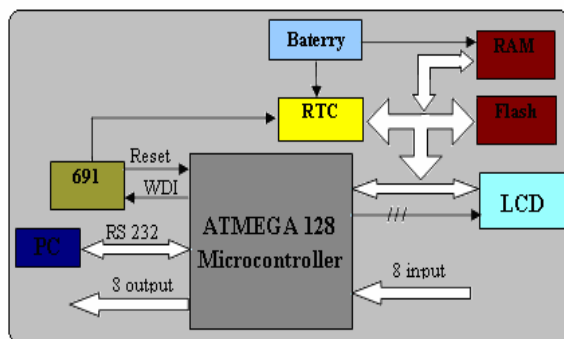 Baterry
RAM
RTC
Flash
Reset
691
WDI
ATMEGA 128
Microcontroller
LCD
///
PC
RS 232
8 output
8 input